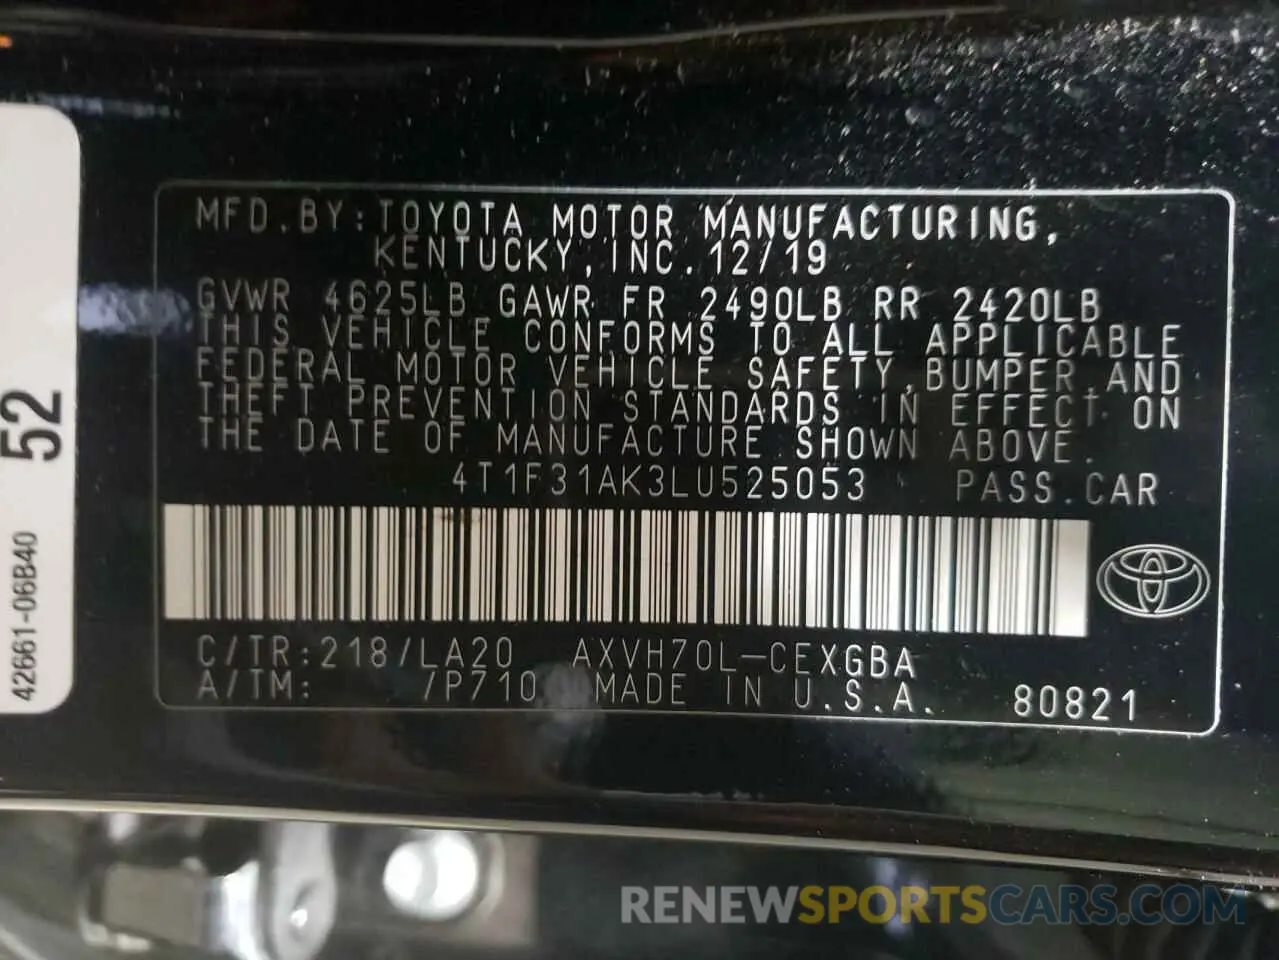 MFD.BY:TOYOTA MOTOR MANUFACTURING,
KENTUCKY, INC. 12/19
GVWR 4625LB GAWR FR 2490LB RR 2420LB
THIS VEHICLE CONFORMS TO ALL APPLICABLE
FEDERAL MOTOR VEHICLE SAFETY, BUMPER, AND
THEFT PREVENTION STANDARDS IN EFFECT ON
THE DATE OF MANUFACTURE SHOWN ABOVE.
4T1F31AK3LU525053 PASS.CAR
C/TR:218/LA20 AXVH70L-CEXGBA
A/TM: /P710 MADE IN U.S.A. 80821
52
42661-06B40
RENEWSPORTSCARS.COM